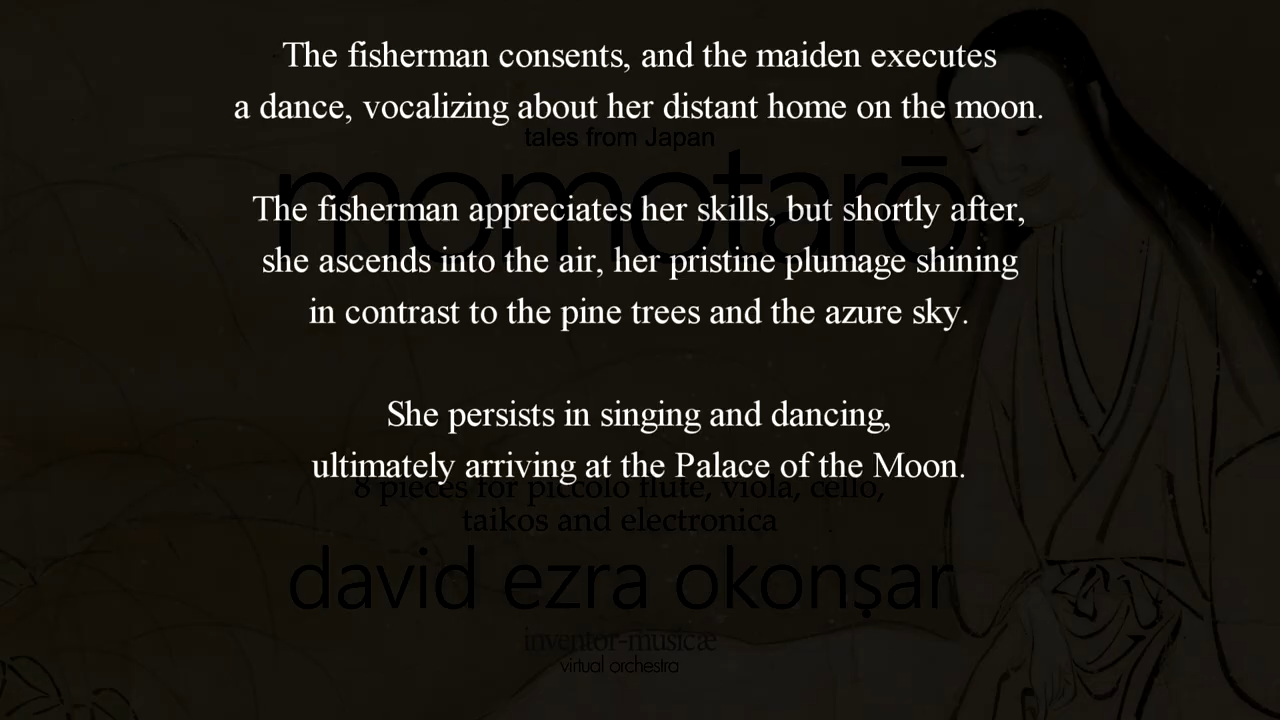 The fisherman consents, and the maiden executes
a dance, vocalizing about her distant home on the moon.
tales from Japan
momotarō
The fisherman appreciates her skills, but shortly after,
she ascends into the air, her pristine plumage shining
in contrast to the pine trees and the azure sky.
She persists in singing and dancing,
ultimately arriving at the Palace of the Moon.
8 pieces for piccolo flute, viola, cello,
taikos and electronica
david ezra okonşar
inventor-musicæ
virtual orchestra